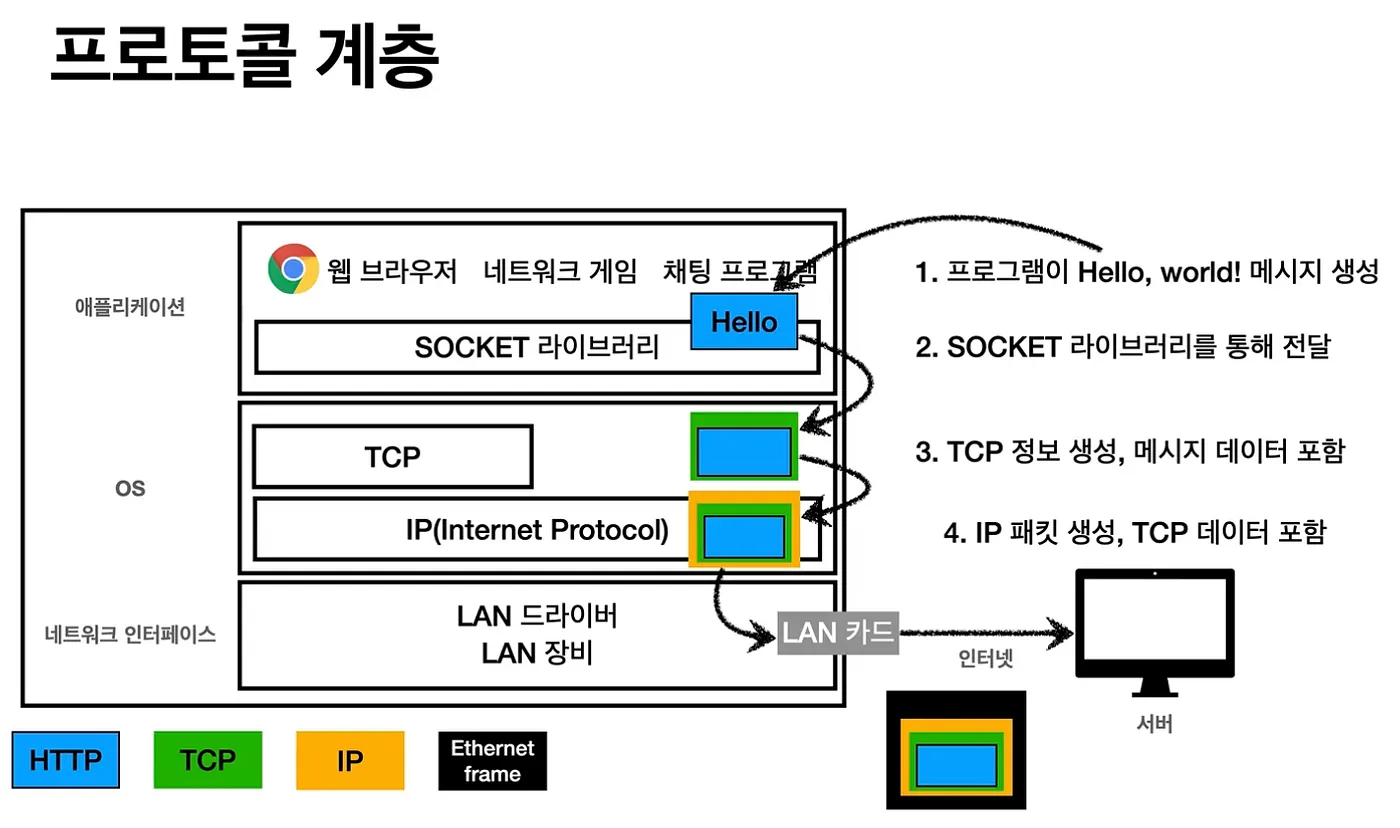 프로토콜 계층
애플리케이션
웹 브라우저 네트워크 게임 채팅 프로그램
Hello
SOCKET 라이브러리
1. 프로그램이 Hello, world! 메시지 생성
2. SOCKET 라이브러리를 통해 전달
OS
TCP
IP(Internet Protocol)
3. TCP 정보 생성, 메시지 데이터 포함
4. IP 패킷 생성, TCP 데이터 포함
네트워크 인터페이스
LAN 드라이버
LAN 장비
LAN 카드
인터넷
서버
HTTP
TCP
IP
Ethernet
frame